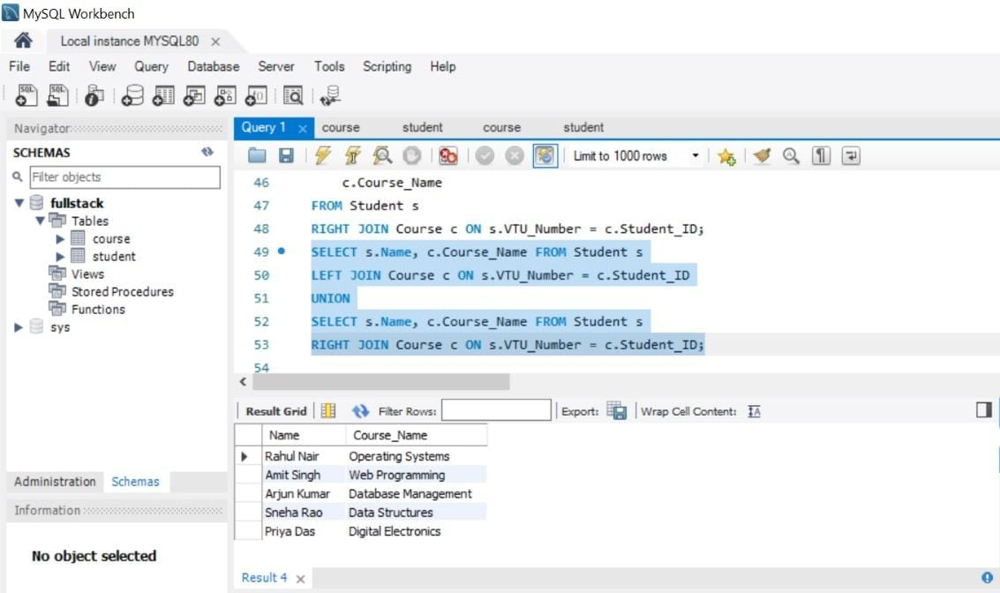 MySQL Workbench
Local instance MYSQL80
File Edit View Query Database Server Tools Scripting Help
Navigator
SCHEMAS
Filter objects
fullstack
Tables
course
student
Views
Stored Procedures
Functions
sys
Administration Schemas
Information
No object selected
Query 1 course student course student
Limit to 1000 rows
46 c.Course_Name
47 FROM Student s
48 RIGHT JOIN Course c ON s.VTU_Number = c.Student_ID;
49 SELECT s.Name, c.Course_Name FROM Student s
50 LEFT JOIN Course c ON s.VTU_Number = c.Student_ID
51 UNION
52 SELECT s.Name, c.Course_Name FROM Student s
53 RIGHT JOIN Course c ON s.VTU_Number = c.Student_ID;
54
Result Grid Filter Rows: Export: Wrap Cell Content: IA
Name Course_Name
Rahul Nair Operating Systems
Amit Singh Web Programming
Arjun Kumar Database Management
Sneha Rao Data Structures
Priya Das Digital Electronics
Result 4